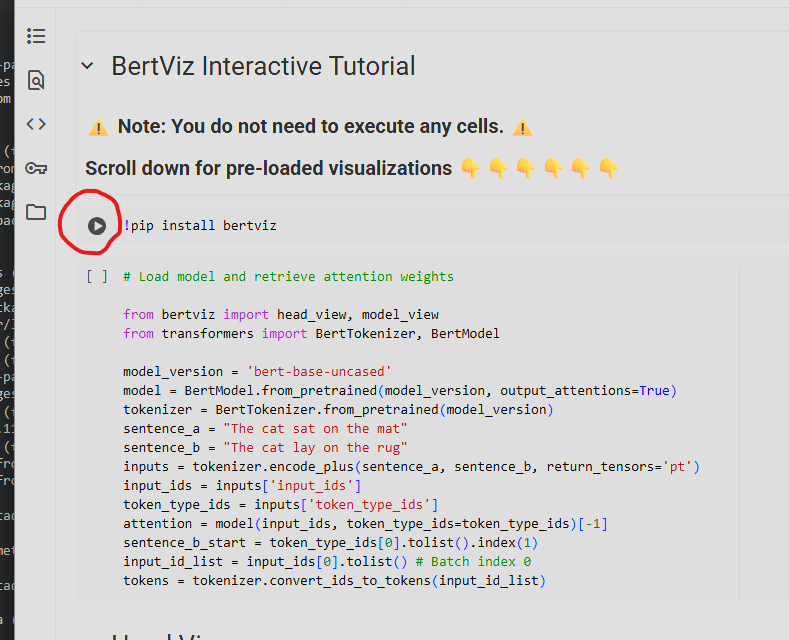 BertViz Interactive Tutorial
⚠️ Note: You do not need to execute any cells. ⚠️
Scroll down for pre-loaded visualizations 👇👇👇👇👇👇
!pip install bertviz
[ ] # Load model and retrieve attention weights
from bertviz import head_view, model_view
from transformers import BertTokenizer, BertModel
model_version = 'bert-base-uncased'
model = BertModel.from_pretrained(model_version, output_attentions=True)
tokenizer = BertTokenizer.from_pretrained(model_version)
sentence_a = "The cat sat on the mat"
sentence_b = "The cat lay on the rug"
inputs = tokenizer.encode_plus(sentence_a, sentence_b, return_tensors='pt')
input_ids = inputs['input_ids']
token_type_ids = inputs['token_type_ids']
attention = model(input_ids, token_type_ids=token_type_ids)[-1]
sentence_b_start = token_type_ids[0].tolist().index(1)
input_id_list = input_ids[0].tolist() # Batch index 0
tokens = tokenizer.convert_ids_to_tokens(input_id_list)